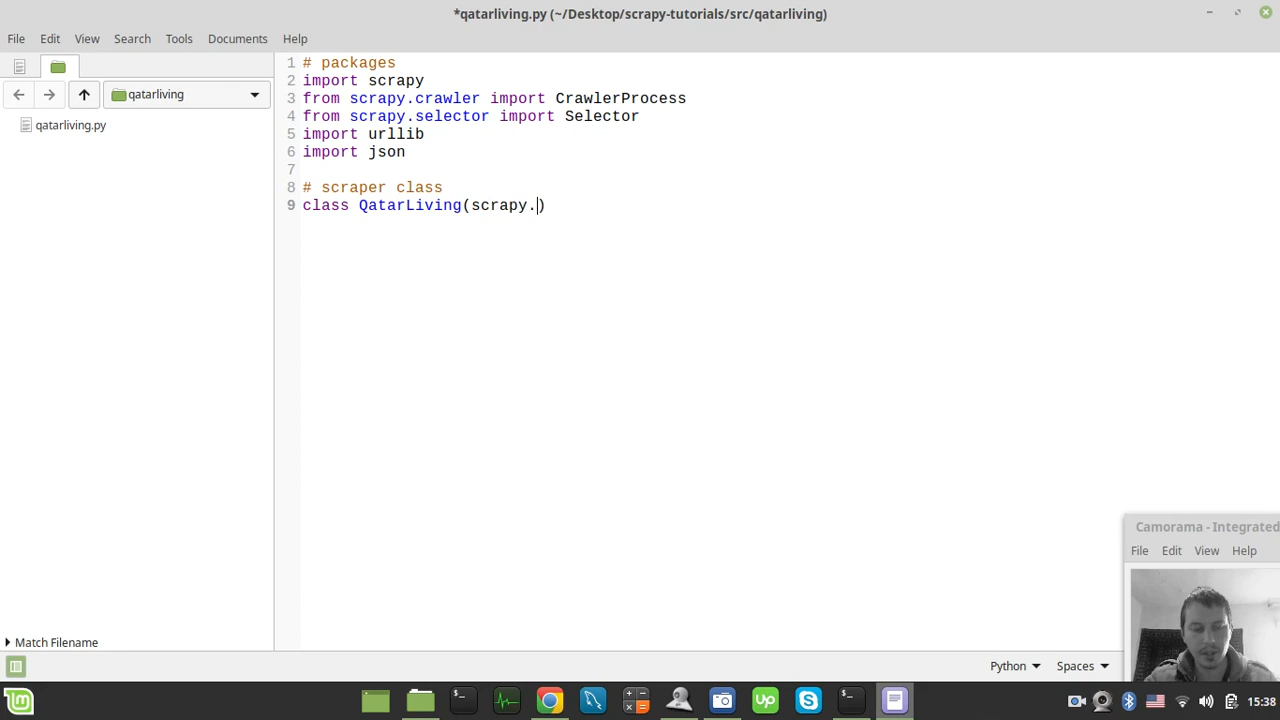 *qatarliving.py (~/Desktop/scrapy-tutorials/src/qatarliving)
File Edit View Search Tools Documents Help
qatarliving
qatarliving.py
1 # packages
2 import scrapy
3 from scrapy.crawler import CrawlerProcess
4 from scrapy.selector import Selector
5 import urllib
6 import json
7
8 # scraper class
9 class QatarLiving(scrapy.)
Camorama - Integrated
File Edit View Help
Match Filename
Python Spaces
up
15:38